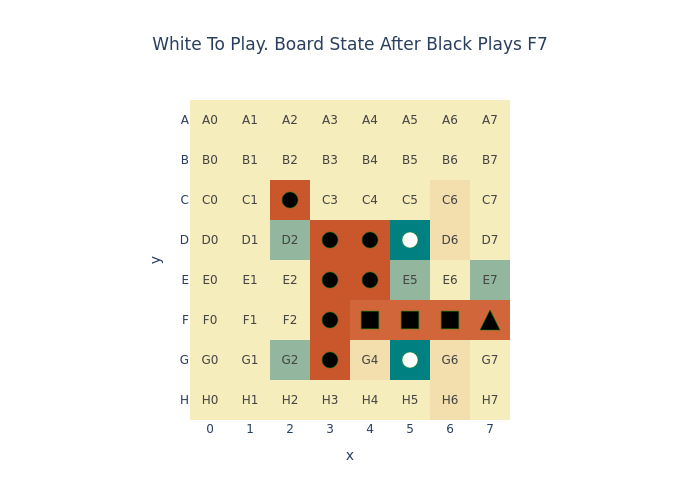 White To Play. Board State After Black Plays F7
A A0 A1 A2 A3 A4 A5 A6 A7
B B0 B1 B2 B3 B4 B5 B6 B7
C C0 C1 C3 C4 C5 C6 C7
D D0 D1 D2 D6 D7
y
E E0 E1 E2 E5 E6 E7
F F0 F1 F2
G G0 G1 G2 G4 G6 G7
H H0 H1 H2 H3 H4 H5 H6 H7
0 1 2 3 4 5 6 7
x